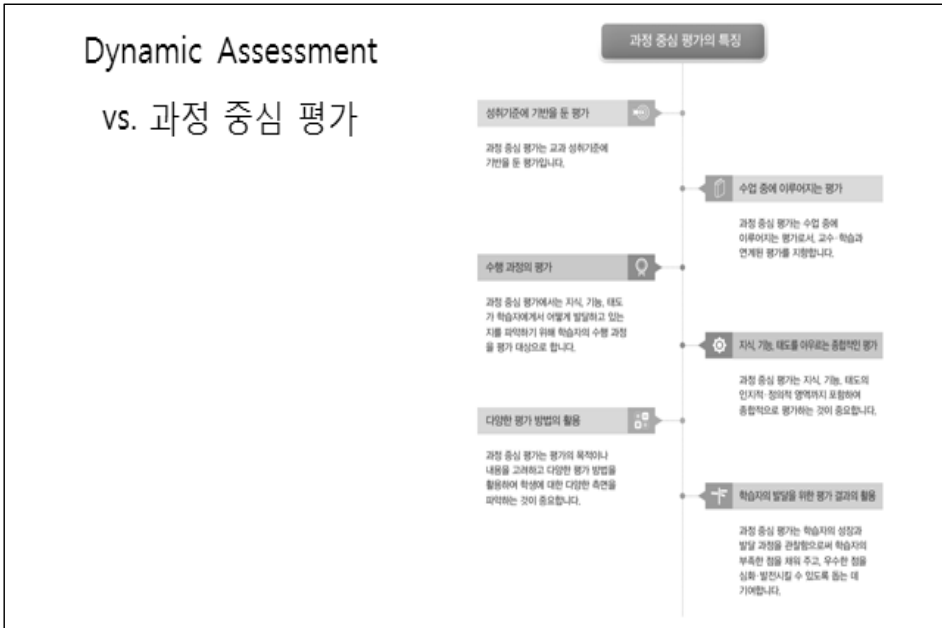 Dynamic Assessment
vs. 과정 중심 평가
과정 중심 평가의 특징
성취기준에 기반을 둔 평가
과정 중심 평가는 교과 성취기준에
기반을 둔 평가입니다.
수업 중에 이루어지는 평가
과정 중심 평가는 수업 중에
이루어지는 평가로서, 교수·학습과
연계된 평가를 지향합니다.
수행 과정의 평가
과정 중심 평가에서는 지식, 기능, 태도
가 학습자에게서 어떻게 발달하고 있는
지를 파악하기 위해 학습자의 수행 과정
을 평가 대상으로 합니다.
지식, 기능, 태도를 아우르는 종합적인 평가
과정 중심 평가는 지식, 기능, 태도의
인지적·정의적 영역까지 포함하여
종합적으로 평가하는 것이 중요합니다.
다양한 평가 방법의 활용
과정 중심 평가는 평가의 목적이나
내용을 고려하고 다양한 평가 방법을
활용하여 학생에 대한 다양한 측면을
파악하는 것이 중요합니다.
학습자의 발달을 위한 평가 결과의 활용
과정 중심 평가는 학습자의 성장과
발달 과정을 관찰함으로써 학습자의
부족한 점을 채워 주고, 우수한 점을
심화·발전시킬 수 있도록 돕는 데
기여합니다.